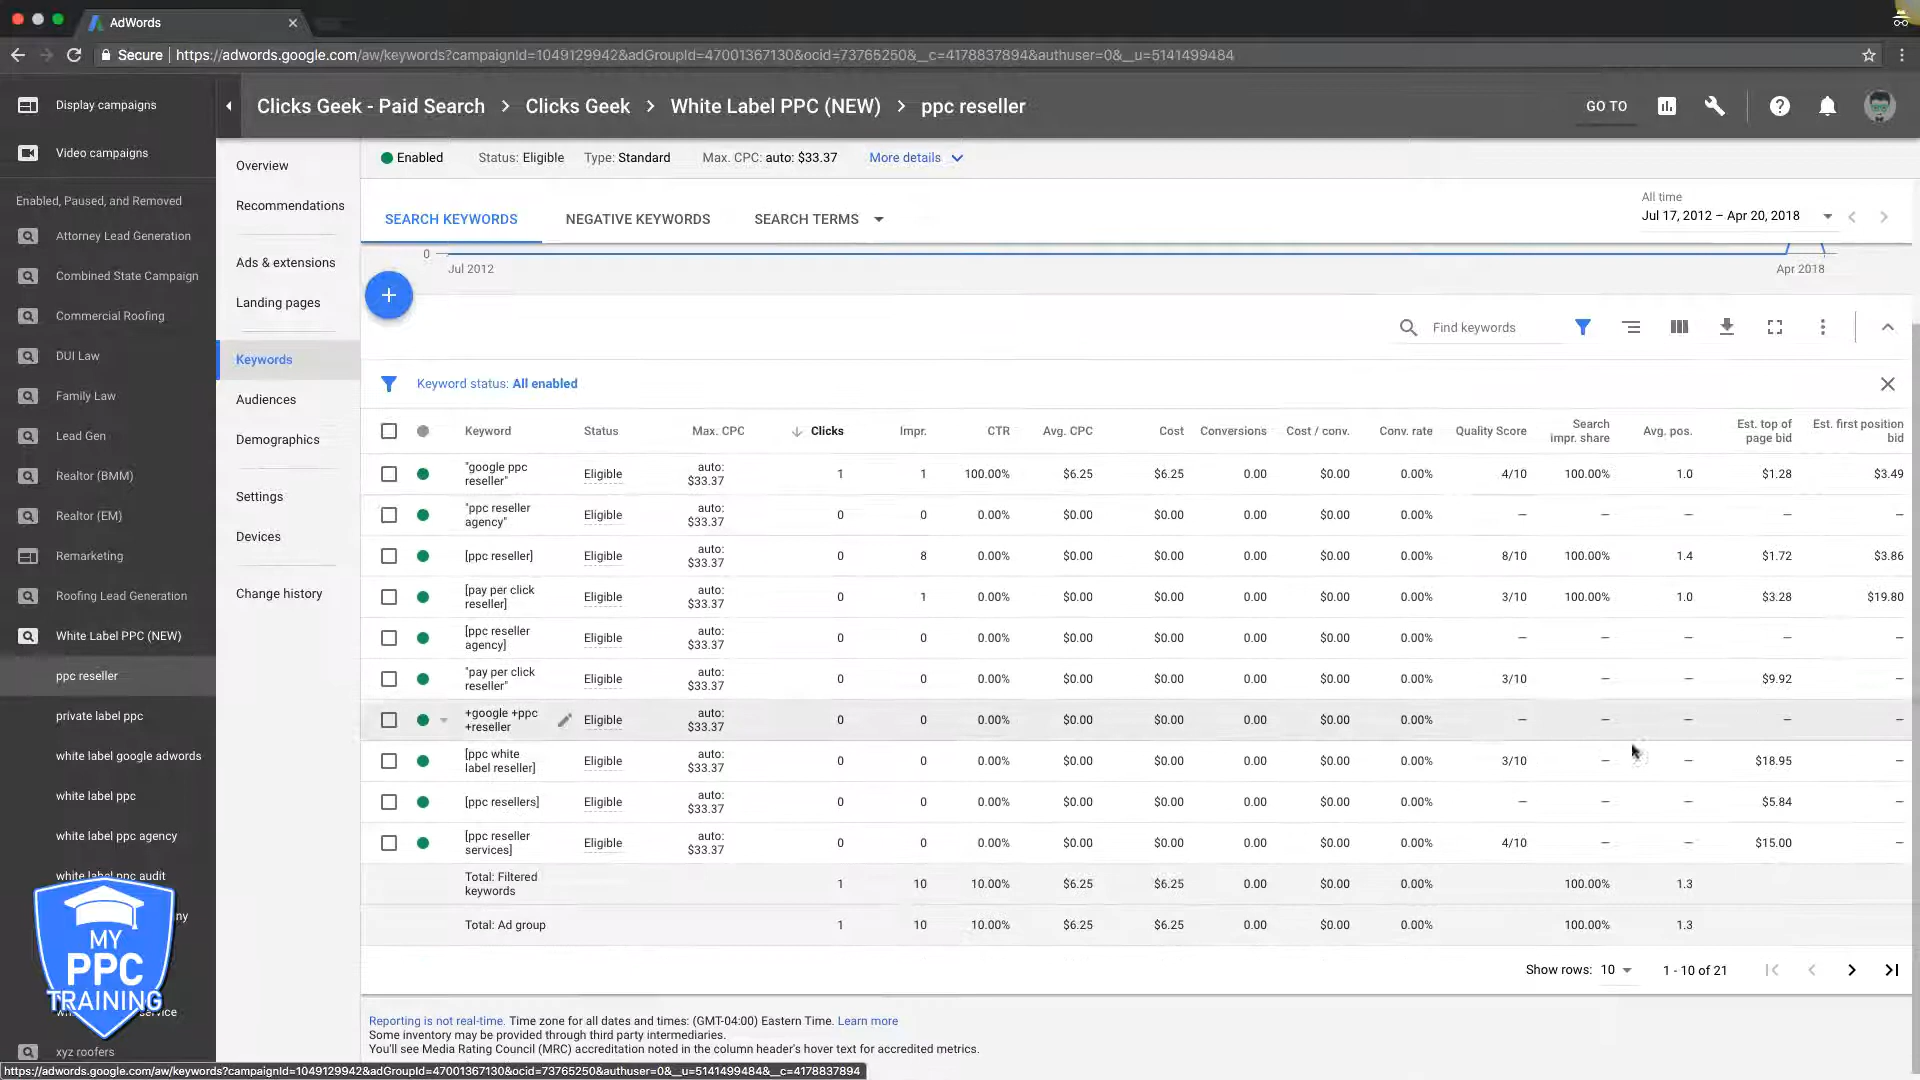 AdWords
Secure
https://adwords.google.com/aw/keywords?campaignId=1049129942&adGroupId=47001367130&ocid=73765250&__c=4178837894&authuser=0&__u=5141499484
Display campaigns
Video campaigns
Enabled, Paused, and Removed
Attorney Lead Generation
Combined State Campaign
Commercial Roofing
DUI Law
Family Law
Lead Gen
Realtor (BMM)
Realtor (EM)
Remarketing
Roofing Lead Generation
White Label PPC (NEW)
ppc reseller
private label ppc
white label google adwords
white label ppc
white label ppc agency
white label ppc audit
xyz roofers
MY
PPC
TRAINING
Clicks Geek - Paid Search > Clicks Geek > White Label PPC (NEW) > ppc reseller
GO TO
Overview
Recommendations
Ads & extensions
Landing pages
Keywords
Audiences
Demographics
Settings
Devices
Change history
Enabled Status: Eligible Type: Standard Max. CPC: auto: $33.37 More details
SEARCH KEYWORDS NEGATIVE KEYWORDS SEARCH TERMS
All time
Jul 17, 2012 – Apr 20, 2018
0
Jul 2012 Apr 2018
Find keywords
Keyword status: All enabled
Keyword Status Max. CPC Clicks Impr. CTR Avg. CPC Cost Conversions Cost / conv. Conv. rate Quality Score Search impr. share Avg. pos. Est. top of page bid Est. first position bid
"google ppc reseller" Eligible auto: $33.37 1 1 100.00% $6.25 $6.25 0.00 $0.00 0.00% 4/10 100.00% 1.0 $1.28 $3.49
"ppc reseller agency" Eligible auto: $33.37 0 0 0.00% $0.00 $0.00 0.00 $0.00 0.00% — — — — —
[ppc reseller] Eligible auto: $33.37 0 8 0.00% $0.00 $0.00 0.00 $0.00 0.00% 8/10 100.00% 1.4 $1.72 $3.86
[pay per click reseller] Eligible auto: $33.37 0 1 0.00% $0.00 $0.00 0.00 $0.00 0.00% 3/10 100.00% 1.0 $3.28 $19.80
[ppc reseller agency] Eligible auto: $33.37 0 0 0.00% $0.00 $0.00 0.00 $0.00 0.00% — — — — —
"pay per click reseller" Eligible auto: $33.37 0 0 0.00% $0.00 $0.00 0.00 $0.00 0.00% 3/10 — — $9.92 —
+google +ppc +reseller Eligible auto: $33.37 0 0 0.00% $0.00 $0.00 0.00 $0.00 0.00% — — — — —
[ppc white label reseller] Eligible auto: $33.37 0 0 0.00% $0.00 $0.00 0.00 $0.00 0.00% 3/10 — — $18.95 —
[ppc resellers] Eligible auto: $33.37 0 0 0.00% $0.00 $0.00 0.00 $0.00 0.00% — — — $5.84 —
[ppc reseller services] Eligible auto: $33.37 0 0 0.00% $0.00 $0.00 0.00 $0.00 0.00% 4/10 — — $15.00 —
Total: Filtered keywords 1 10 10.00% $6.25 $6.25 0.00 $0.00 0.00% 100.00% 1.3
Total: Ad group 1 10 10.00% $6.25 $6.25 0.00 $0.00 0.00% 100.00% 1.3
Show rows: 10 1 - 10 of 21
Reporting is not real-time. Time zone for all dates and times: (GMT-04:00) Eastern Time. Learn more
Some inventory may be provided through third party intermediaries.
You'll see Media Rating Council (MRC) accreditation noted in the column header's hover text for accredited metrics.
https://adwords.google.com/aw/keywords?campaignId=1049129942&adGroupId=47001367130&ocid=73765250&authuser=0&__u=5141499484&__c=4178837894